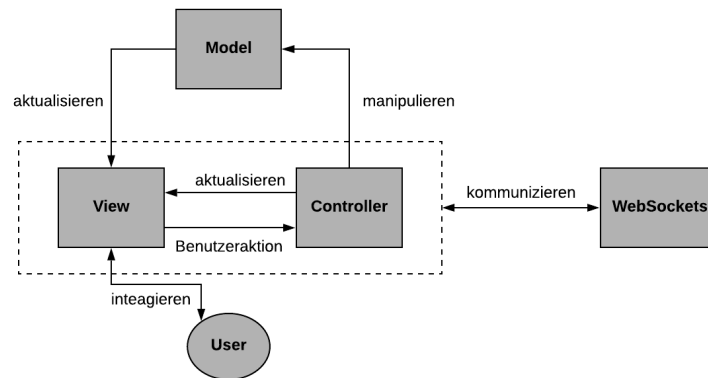 Model
aktualisieren
manipulieren
aktualisieren
kommunizieren
View
Controller
WebSockets
Benutzeraktion
inteagieren
User